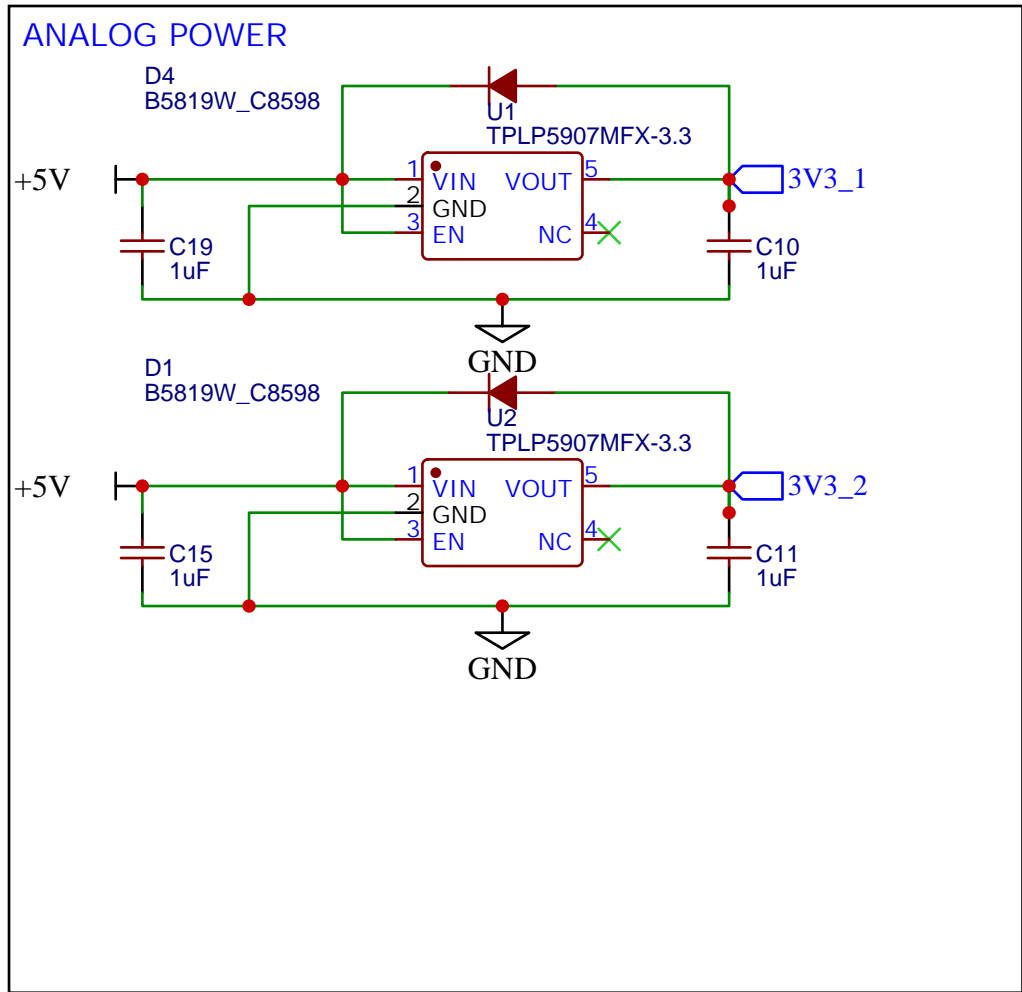 ANALOG POWER
D4
B5819W_C8598
U1
TPLP5907MFX-3.3
+5V
1
VIN
VOUT
5
3V3_1
2
GND
3
EN
NC
4
C19
1uF
C10
1uF
GND
D1
B5819W_C8598
U2
TPLP5907MFX-3.3
+5V
1
VIN
VOUT
5
3V3_2
2
GND
3
EN
NC
4
C15
1uF
C11
1uF
GND